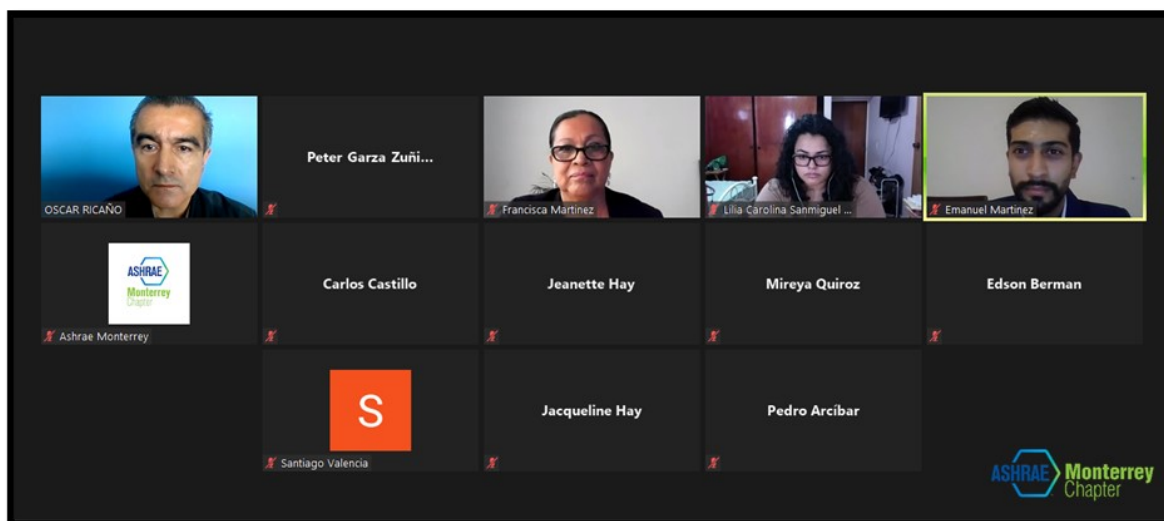 OSCAR RICAÑO
Peter Garza Zuñi...
Francisca Martinez
Lilia Carolina Sanmiguel ...
Emanuel Martinez
ASHRAE
Monterrey
Chapter
Ashrae Monterrey
Carlos Castillo
Jeanette Hay
Mireya Quiroz
Edson Berman
S
Santiago Valencia
Jacqueline Hay
Pedro Arcíbar
ASHRAE Monterrey
Chapter